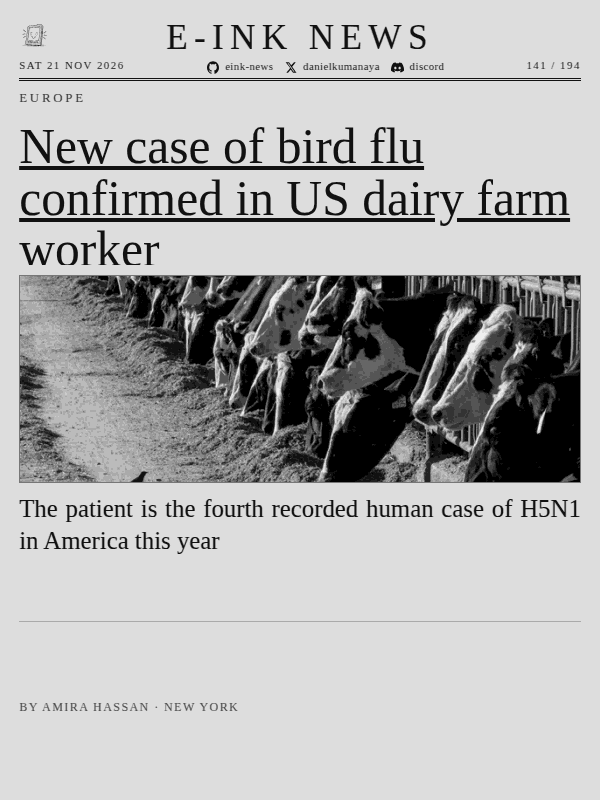 E-INK NEWS
SAT 21 NOV 2026
eink-news danielkumanaya discord
141 / 194
EUROPE
New case of bird flu
confirmed in US dairy farm
worker
The patient is the fourth recorded human case of H5N1
in America this year
BY AMIRA HASSAN · NEW YORK